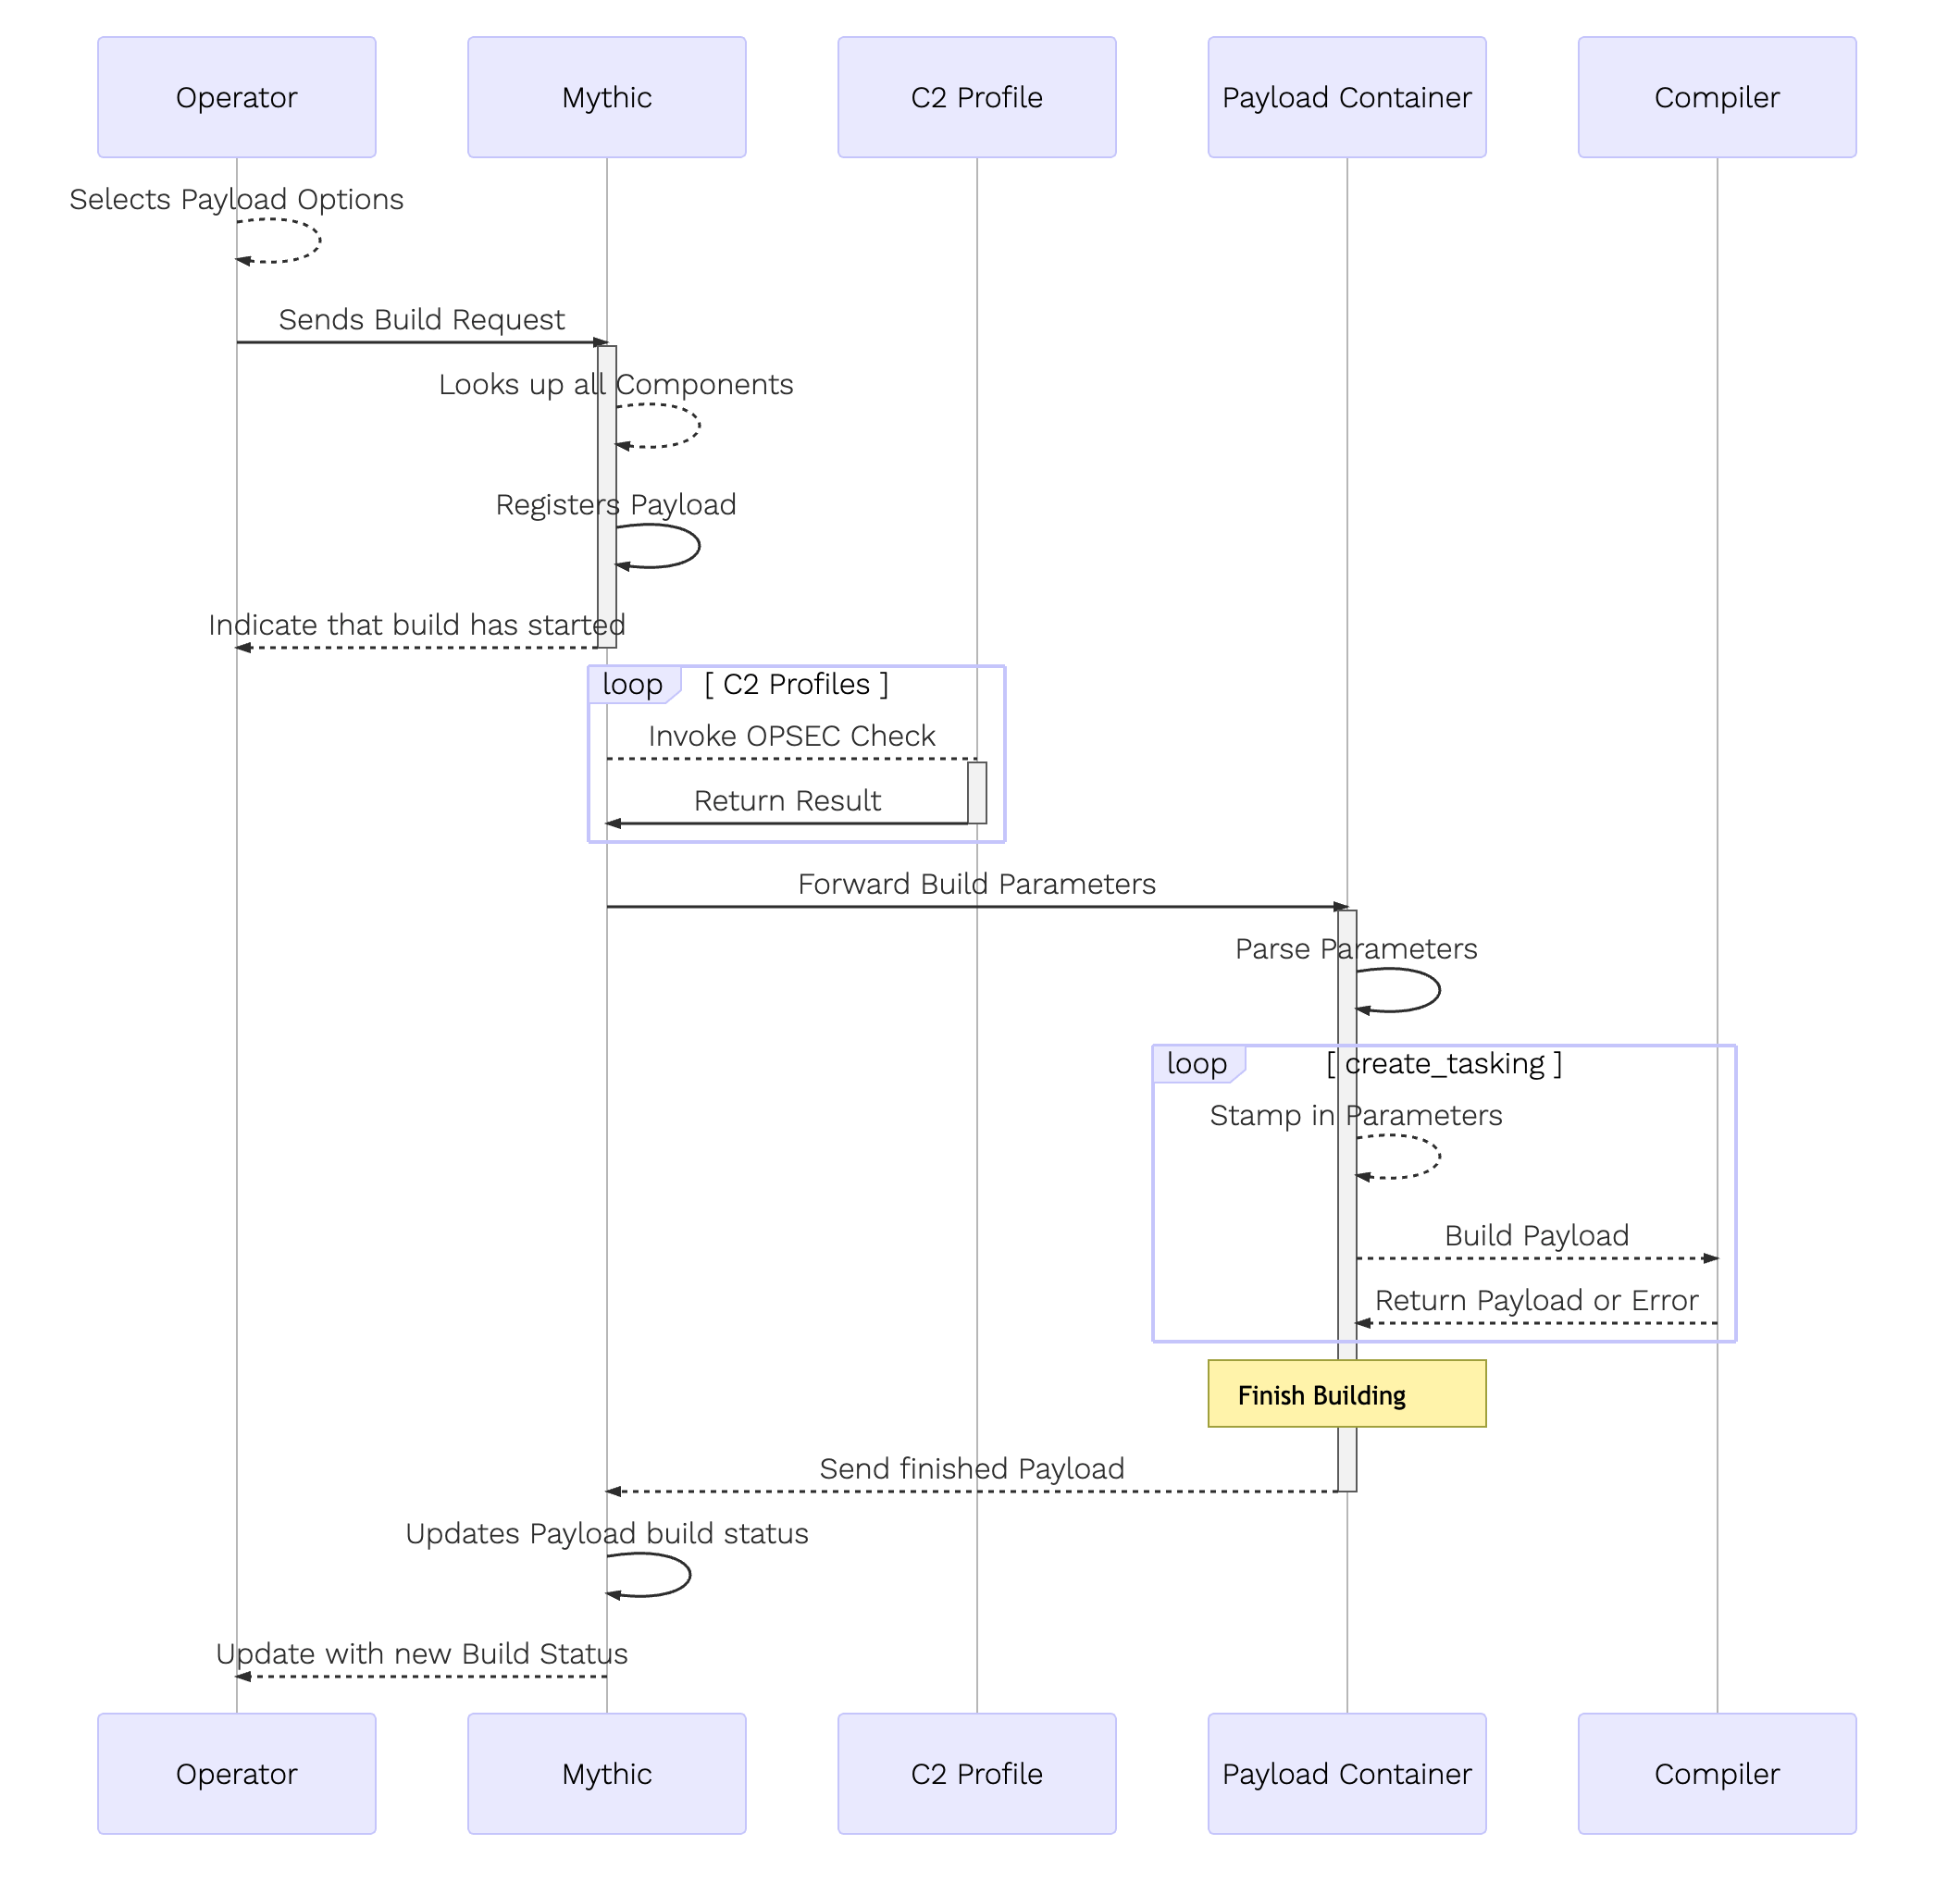 Operator
Mythic
C2 Profile
Payload Container
Compiler
Selects Payload Options
Sends Build Request
Looks up all Components
Registers Payload
Indicate that build has started
loop [ C2 Profiles ]
Invoke OPSEC Check
Return Result
Forward Build Parameters
Parse Parameters
loop [ create_tasking ]
Stamp in Parameters
Build Payload
Return Payload or Error
Finish Building
Send finished Payload
Updates Payload build status
Update with new Build Status
Operator
Mythic
C2 Profile
Payload Container
Compiler